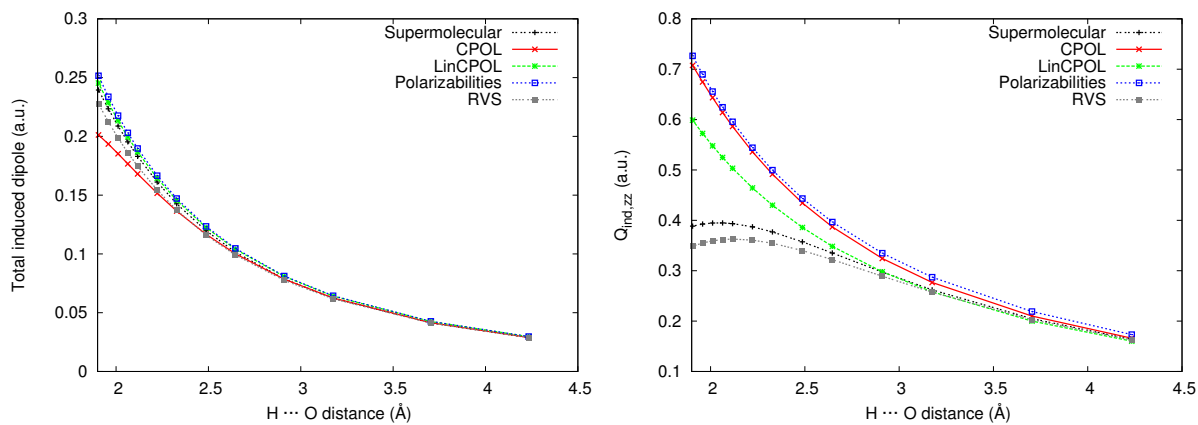 Total induced dipole (a.u.)
0.3
0.25
0.2
0.15
0.1
0.05
0
2
2.5
3
3.5
4
4.5
H ··· O distance (Å)
Supermolecular
CPOL
LinCPOL
Polarizabilities
RVS
Q_ind,zz (a.u.)
0.8
0.7
0.6
0.5
0.4
0.3
0.2
0.1
2
2.5
3
3.5
4
4.5
H ··· O distance (Å)
Supermolecular
CPOL
LinCPOL
Polarizabilities
RVS